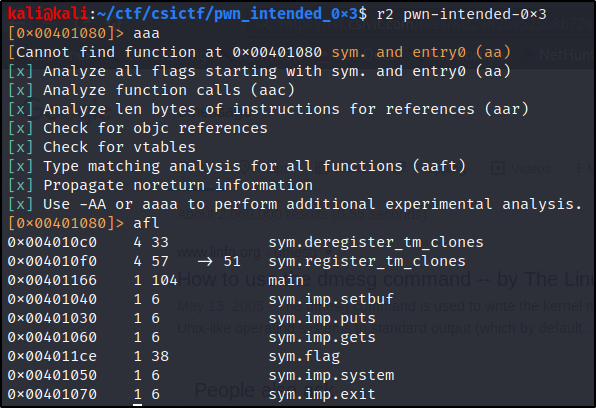 kali@kali:~/ctf/csictf/pwn_intended_0×3$ r2 pwn-intended-0×3
[0×00401080]> aaa
[Cannot find function at 0×00401080 sym. and entry0 (aa)
[x] Analyze all flags starting with sym. and entry0 (aa)
[x] Analyze function calls (aac)
[x] Analyze len bytes of instructions for references (aar)
[x] Check for objc references
[x] Check for vtables
[x] Type matching analysis for all functions (aaft)
[x] Propagate noreturn information
[x] Use -AA or aaaa to perform additional experimental analysis.
[0×00401080]> afl
0×004010c0 4 33 sym.deregister_tm_clones
0×004010f0 4 57 → 51 sym.register_tm_clones
0×00401166 1 104 main
0×00401040 1 6 sym.imp.setbuf
0×00401030 1 6 sym.imp.puts
0×00401060 1 6 sym.imp.gets
0×004011ce 1 38 sym.flag
0×00401050 1 6 sym.imp.system
0×00401070 1 6 sym.imp.exit